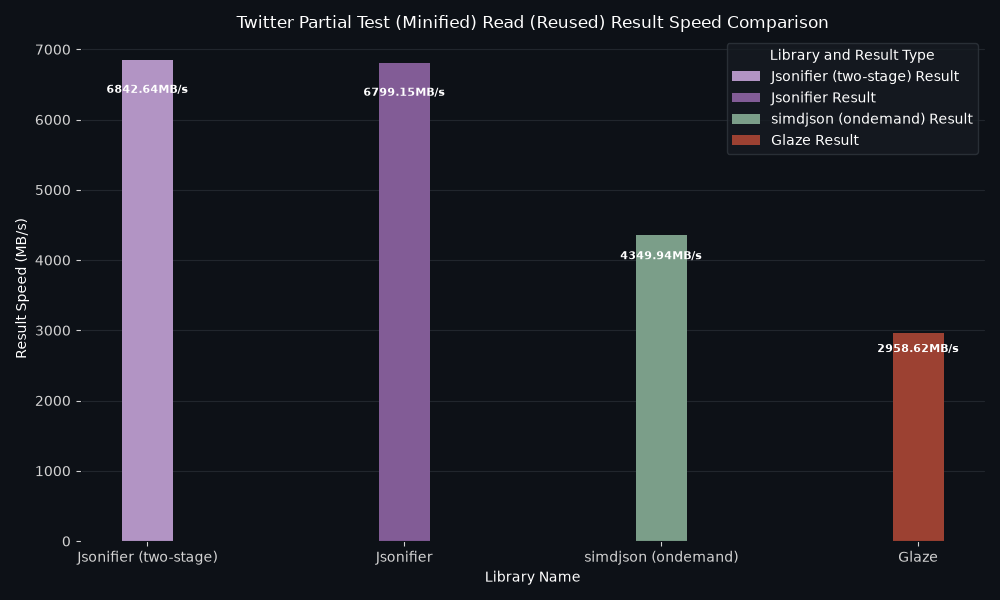 Twitter Partial Test (Minified) Read (Reused) Result Speed Comparison
Library and Result Type
Jsonifier (two-stage) Result
Jsonifier Result
simdjson (ondemand) Result
Glaze Result
Result Speed (MB/s)
7000
6000
5000
4000
3000
2000
1000
0
6842.64MB/s
6799.15MB/s
4349.94MB/s
2958.62MB/s
Jsonifier (two-stage)
Jsonifier
simdjson (ondemand)
Glaze
Library Name